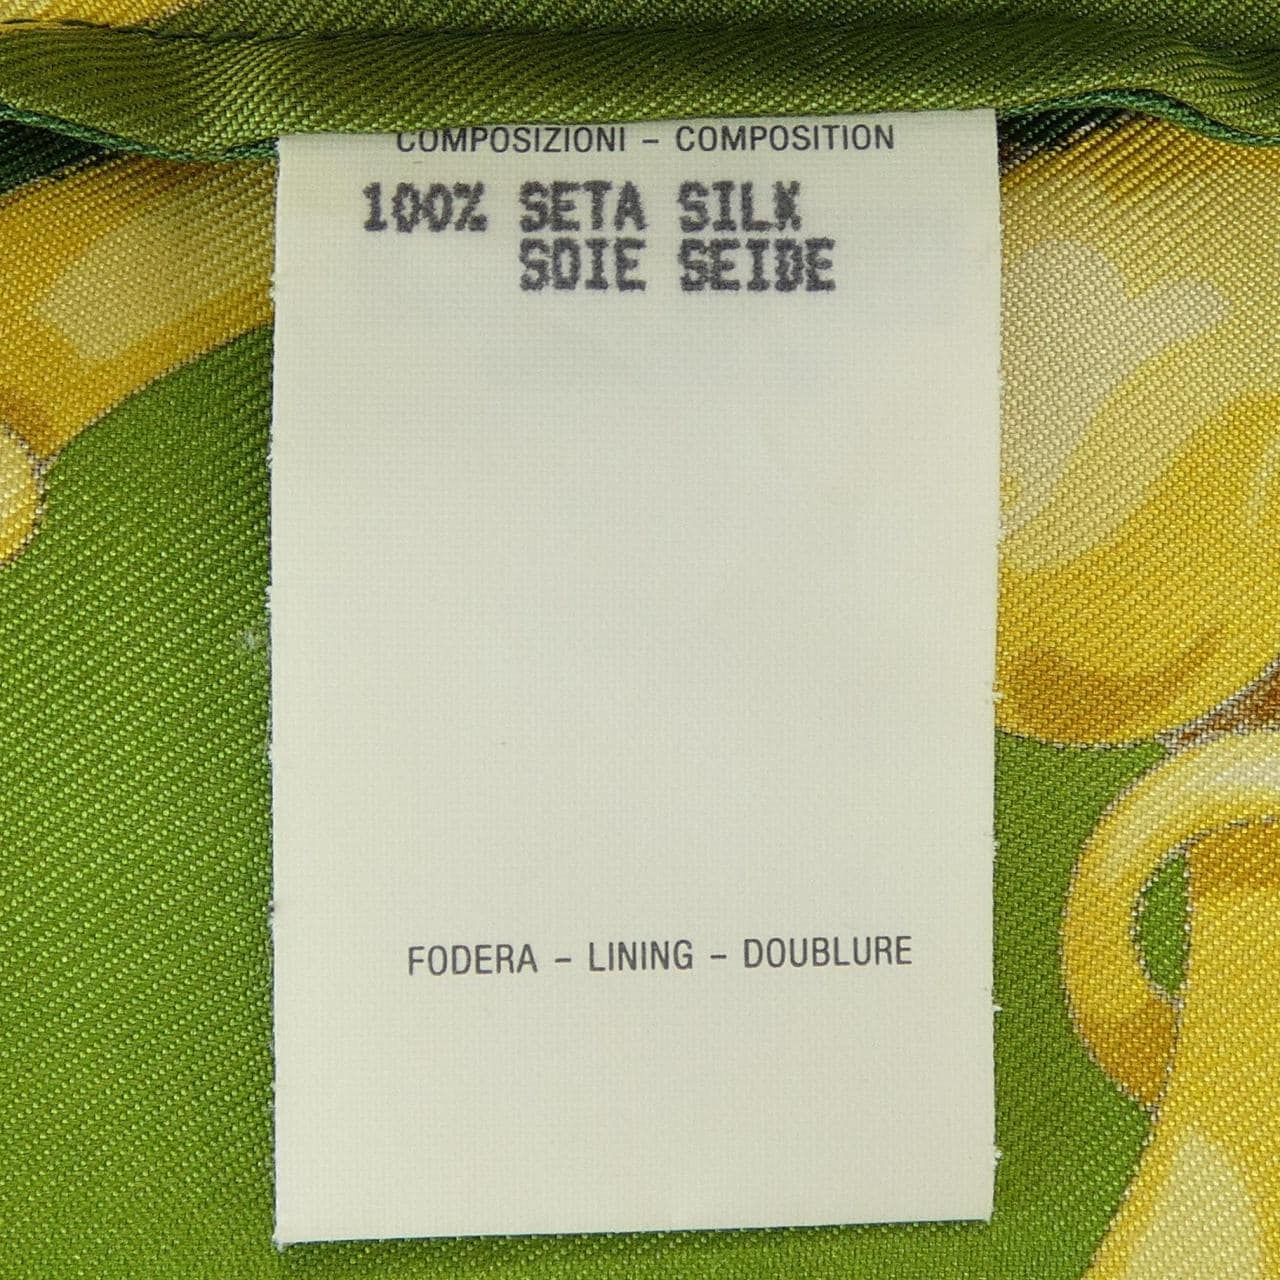 COMPOSIZIONI - COMPOSITION
100% SETA SILK
SOIE SEIDE
FODERA - LINING - DOUBLURE